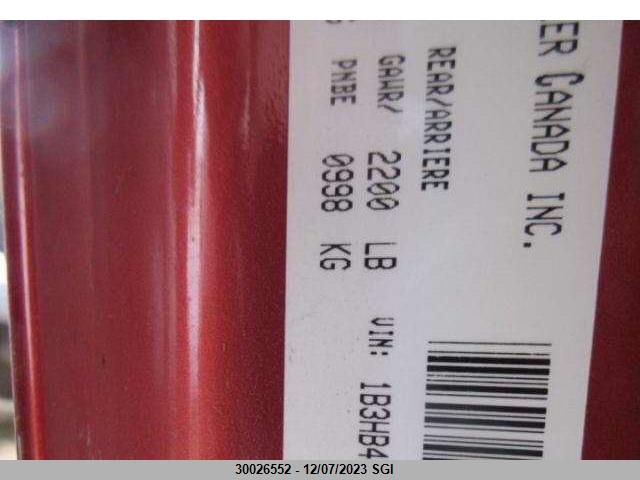 ER CANADA INC.
REAR/ARRIERE
GAWR/ 2200 LB
PNBE 0998 KG
VIN: 1B3HB4
30026552 - 12/07/2023 SGI